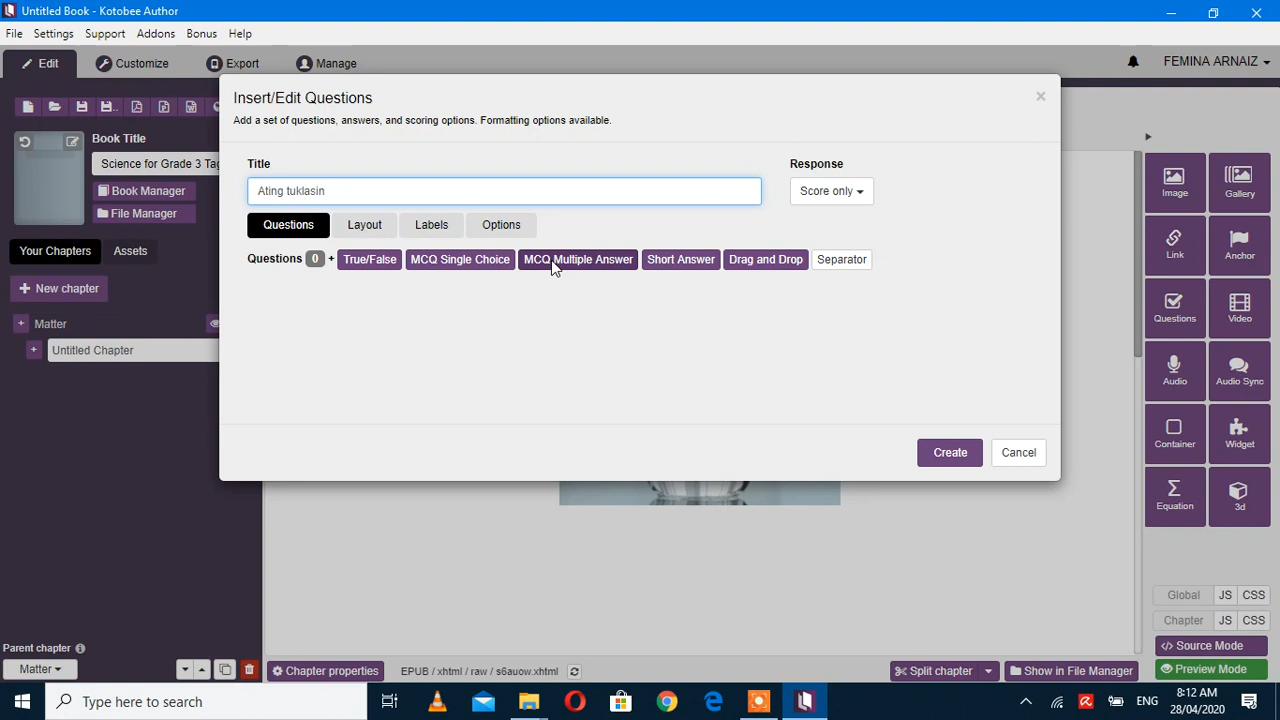 Untitled Book - Kotobee Author
File Settings Support Addons Bonus Help
Edit Customize Export Manage FEMINA ARNAIZ
Insert/Edit Questions ×
Add a set of questions, answers, and scoring options. Formatting options available.
Book Title
Science for Grade 3 Tag
Book Manager
File Manager
Your Chapters Assets
+ New chapter
+ Matter
+ Untitled Chapter
Title Response
Ating tuklasin Score only
Questions Layout Labels Options
Questions 0 + True/False MCQ Single Choice MCQ Multiple Answer Short Answer Drag and Drop Separator
Create Cancel
Image Gallery
Link Anchor
Questions Video
Audio Audio Sync
Container Widget
Σ
Equation 3d
Global JS CSS
Chapter JS CSS
</> Source Mode
Preview Mode
Parent chapter
Matter
Chapter properties EPUB / xhtml / raw / s6auow.xhtml Split chapter Show in File Manager
Type here to search
ENG
8:12 AM
28/04/2020